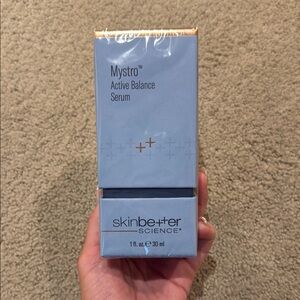 Mystro™
Active Balance
Serum
skinbetter
SCIENCE®
1 fl. oz. ℮ 30 ml